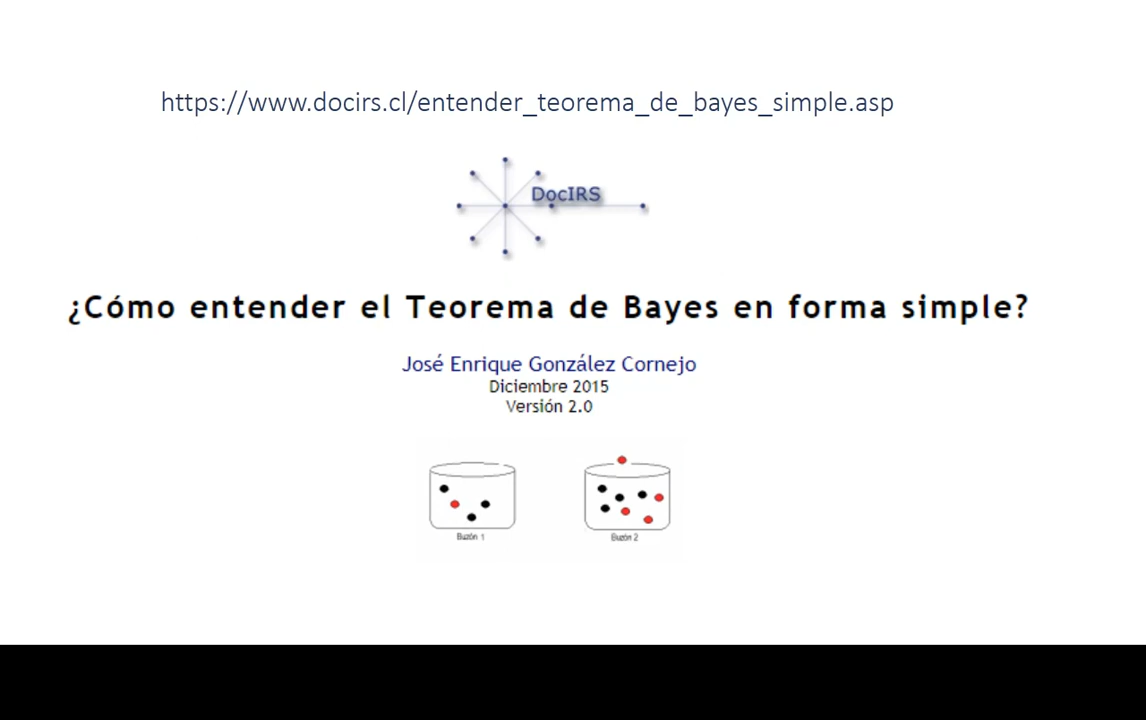 https://www.docirs.cl/entender_teorema_de_bayes_simple.asp
DocIRS
¿Cómo entender el Teorema de Bayes en forma simple?
José Enrique González Cornejo
Diciembre 2015
Versión 2.0
Buzón 1
Buzón 2